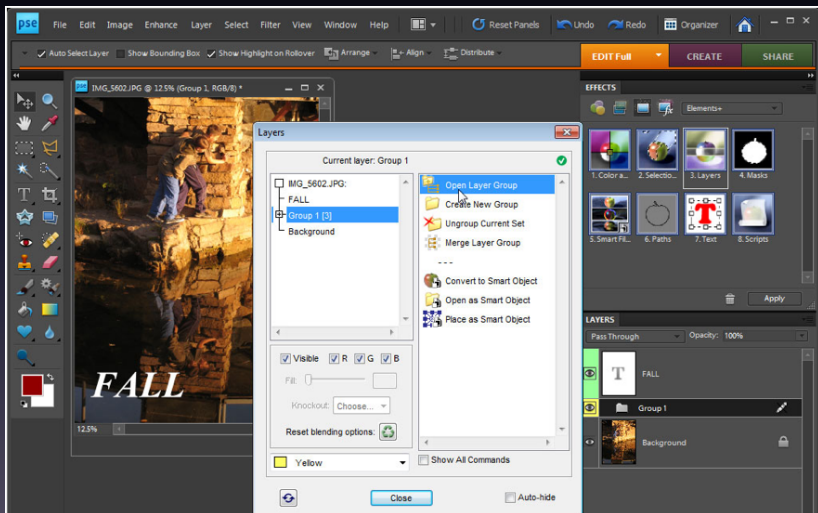 pse File Edit Image Enhance Layer Select Filter View Window Help Reset Panels Undo Redo Organizer
Auto Select Layer Show Bounding Box Show Highlight on Rollover Arrange Align Distribute EDIT Full CREATE SHARE
IMG_5602.JPG @ 12.5% (Group 1, RGB/8) *
FALL
12.5%
Layers
Current layer: Group 1
IMG_5602.JPG:
FALL
Group 1 [3]
Background
Open Layer Group
Create New Group
Ungroup Current Set
Merge Layer Group
---
Convert to Smart Object
Open as Smart Object
Place as Smart Object
Visible R G B
Fill:
Knockout: Choose...
Reset blending options:
Yellow
Show All Commands
Close
Auto-hide
EFFECTS
Elements+
1. Color a... 2. Selectio... 3. Layers 4. Masks
5. Smart Fil... 6. Paths 7. Text 8. Scripts
Apply
LAYERS
Pass Through Opacity: 100%
T FALL
Group 1
Background